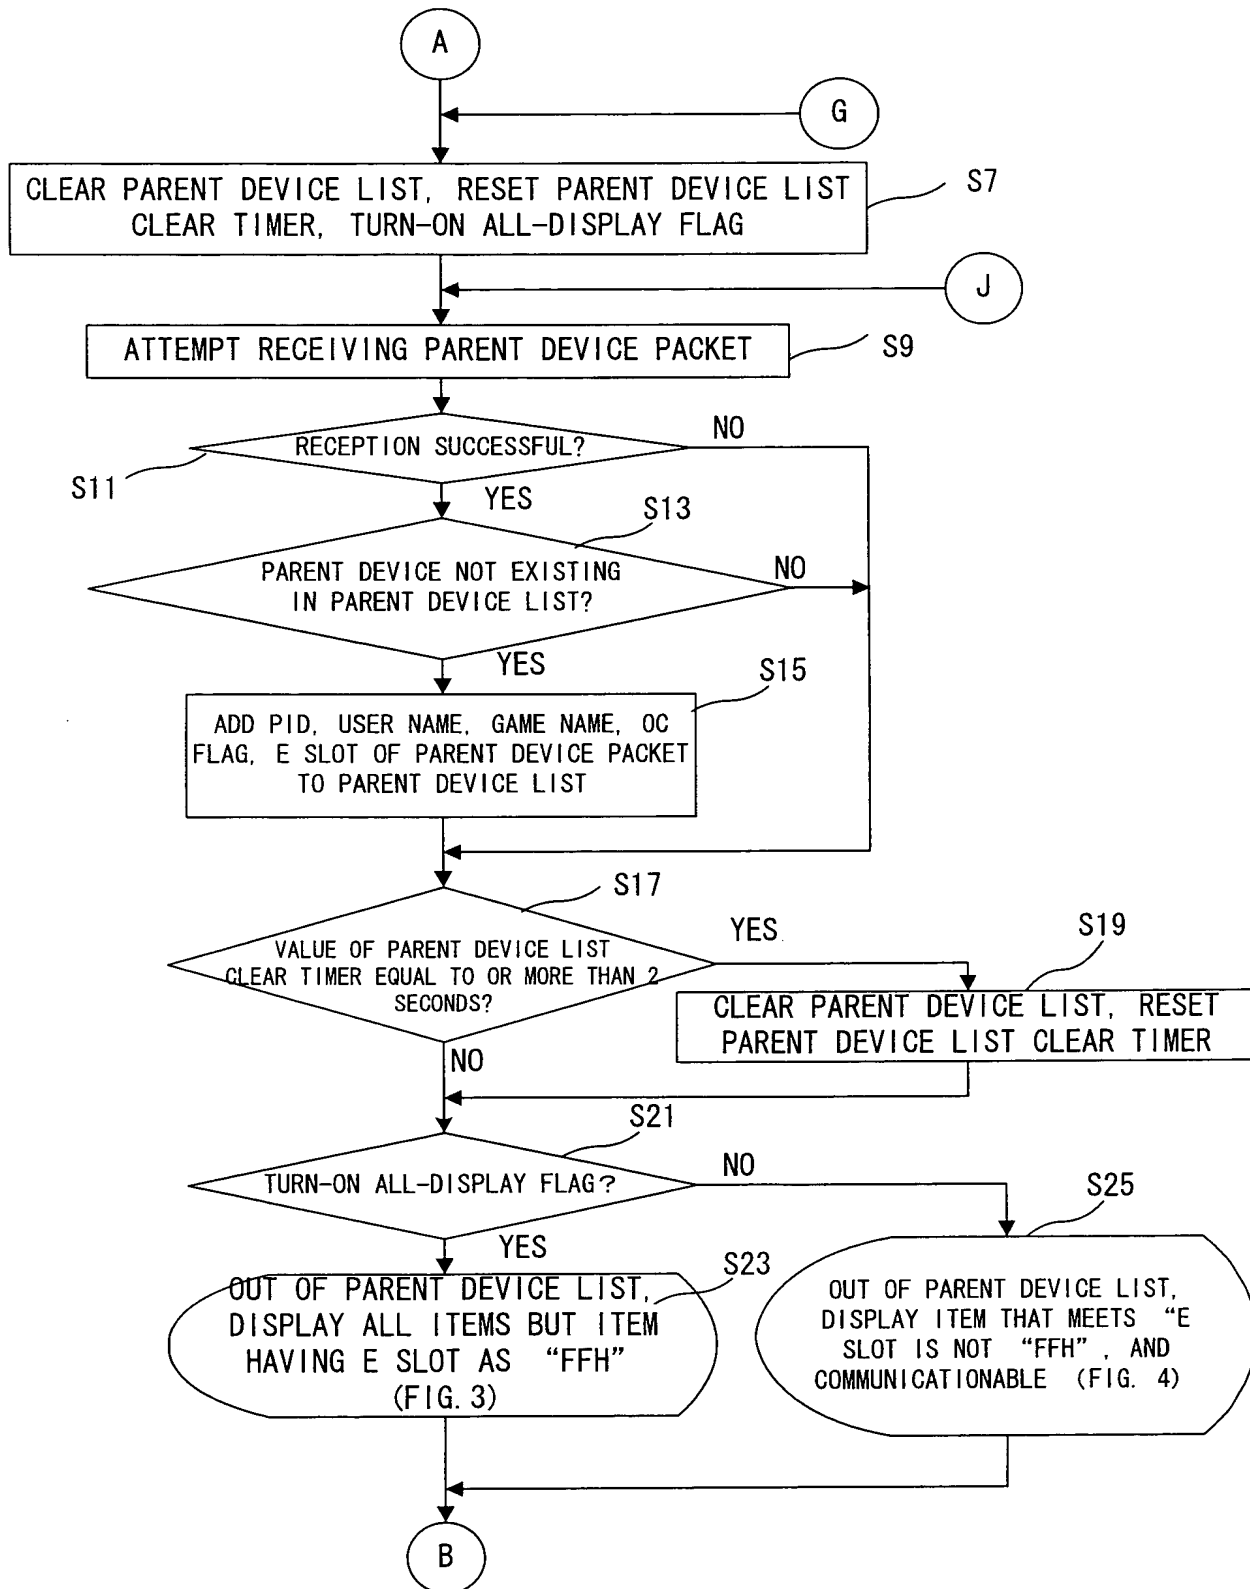 A
G
CLEAR PARENT DEVICE LIST, RESET PARENT DEVICE LIST
CLEAR TIMER, TURN-ON ALL-DISPLAY FLAG
S7
J
ATTEMPT RECEIVING PARENT DEVICE PACKET
S9
RECEPTION SUCCESSFUL?
NO
S11
YES
S13
PARENT DEVICE NOT EXISTING
IN PARENT DEVICE LIST?
NO
YES
S15
ADD PID, USER NAME, GAME NAME, OC
FLAG, E SLOT OF PARENT DEVICE PACKET
TO PARENT DEVICE LIST
S17
VALUE OF PARENT DEVICE LIST
CLEAR TIMER EQUAL TO OR MORE THAN 2
SECONDS?
YES
S19
CLEAR PARENT DEVICE LIST, RESET
PARENT DEVICE LIST CLEAR TIMER
NO
S21
TURN-ON ALL-DISPLAY FLAG?
NO
S25
YES
S23
OUT OF PARENT DEVICE LIST,
DISPLAY ALL ITEMS BUT ITEM
HAVING E SLOT AS “FFH”
(FIG. 3)
OUT OF PARENT DEVICE LIST,
DISPLAY ITEM THAT MEETS “E
SLOT IS NOT “FFH”, AND
COMMUNICATIONABLE (FIG. 4)
B